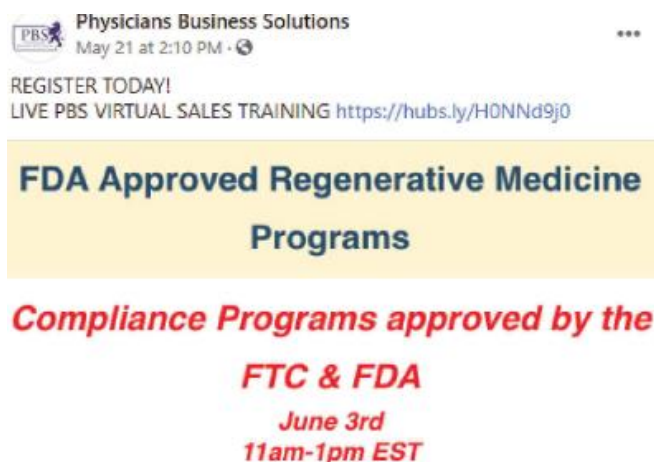 PBS
Physicians Business Solutions
May 21 at 2:10 PM ·
REGISTER TODAY!
LIVE PBS VIRTUAL SALES TRAINING https://hubs.ly/H0NNd9j0
FDA Approved Regenerative Medicine
Programs
Compliance Programs approved by the
FTC & FDA
June 3rd
11am-1pm EST